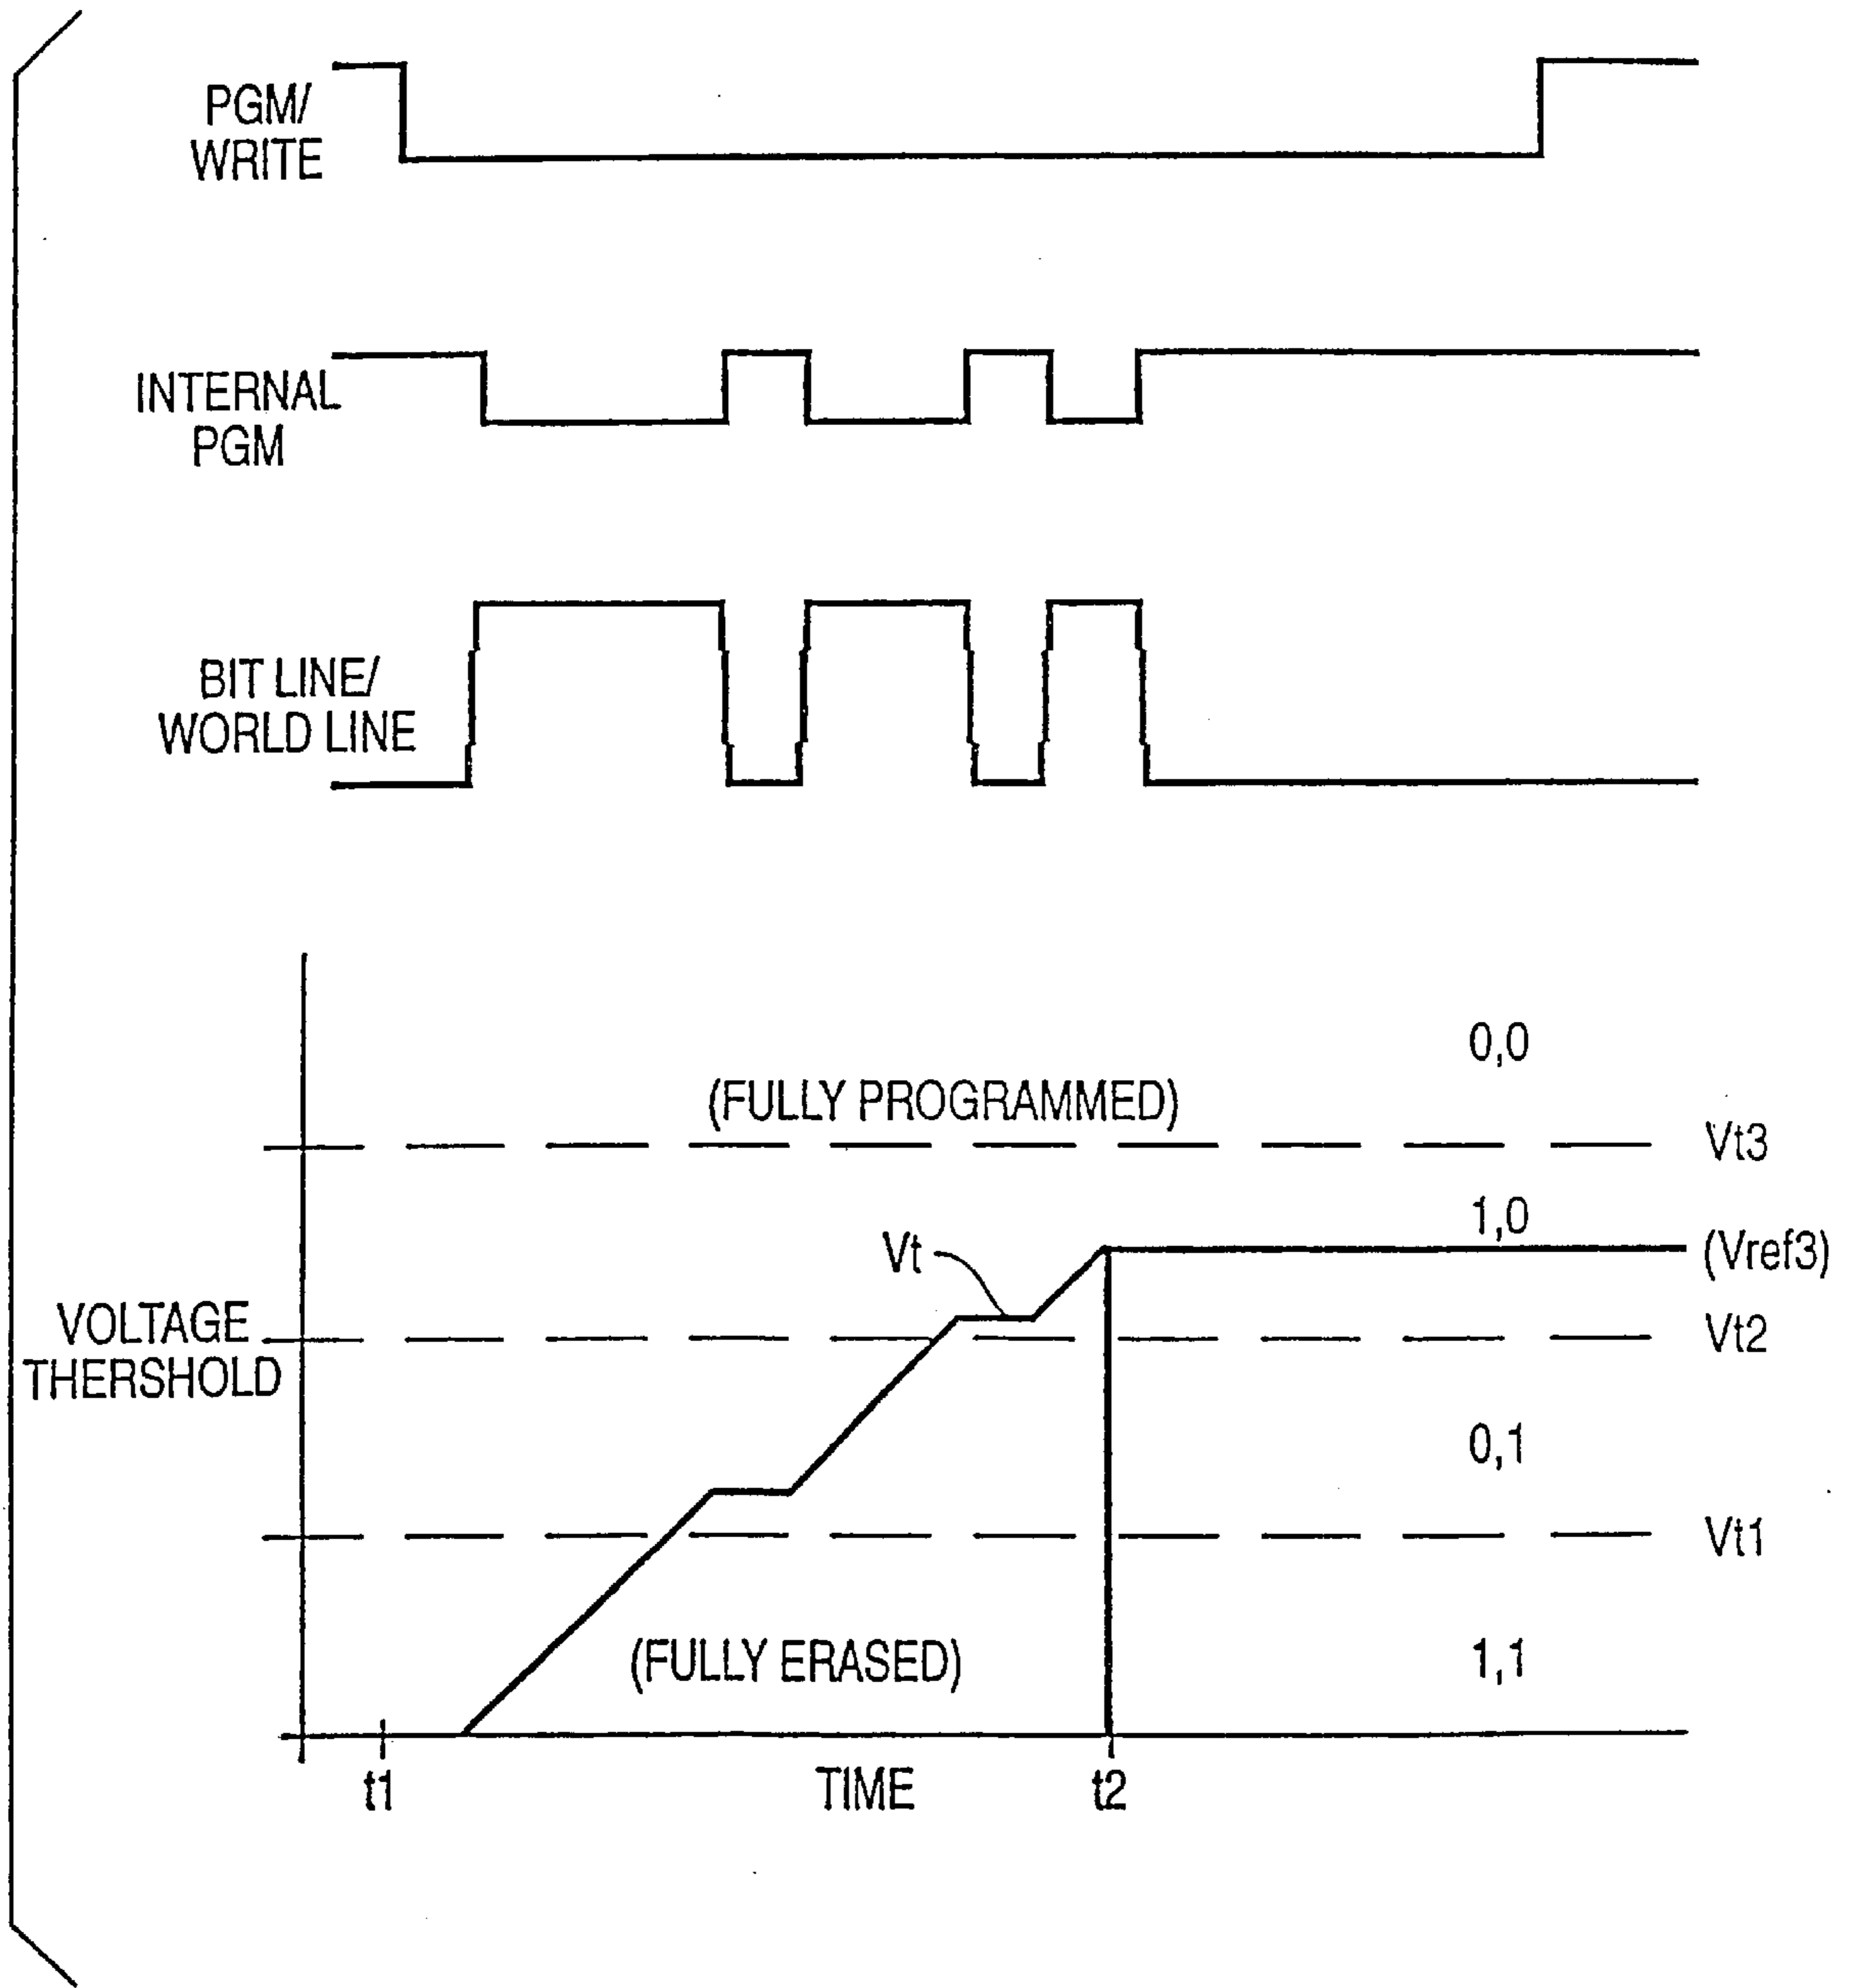 PGM/
WRITE
INTERNAL
PGM
BIT LINE/
WORLD LINE
0,0
(FULLY PROGRAMMED)
Vt3
1,0
Vt
(Vref3)
VOLTAGE
THERSHOLD
Vt2
0,1
Vt1
(FULLY ERASED)
1,1
t1
TIME
t2